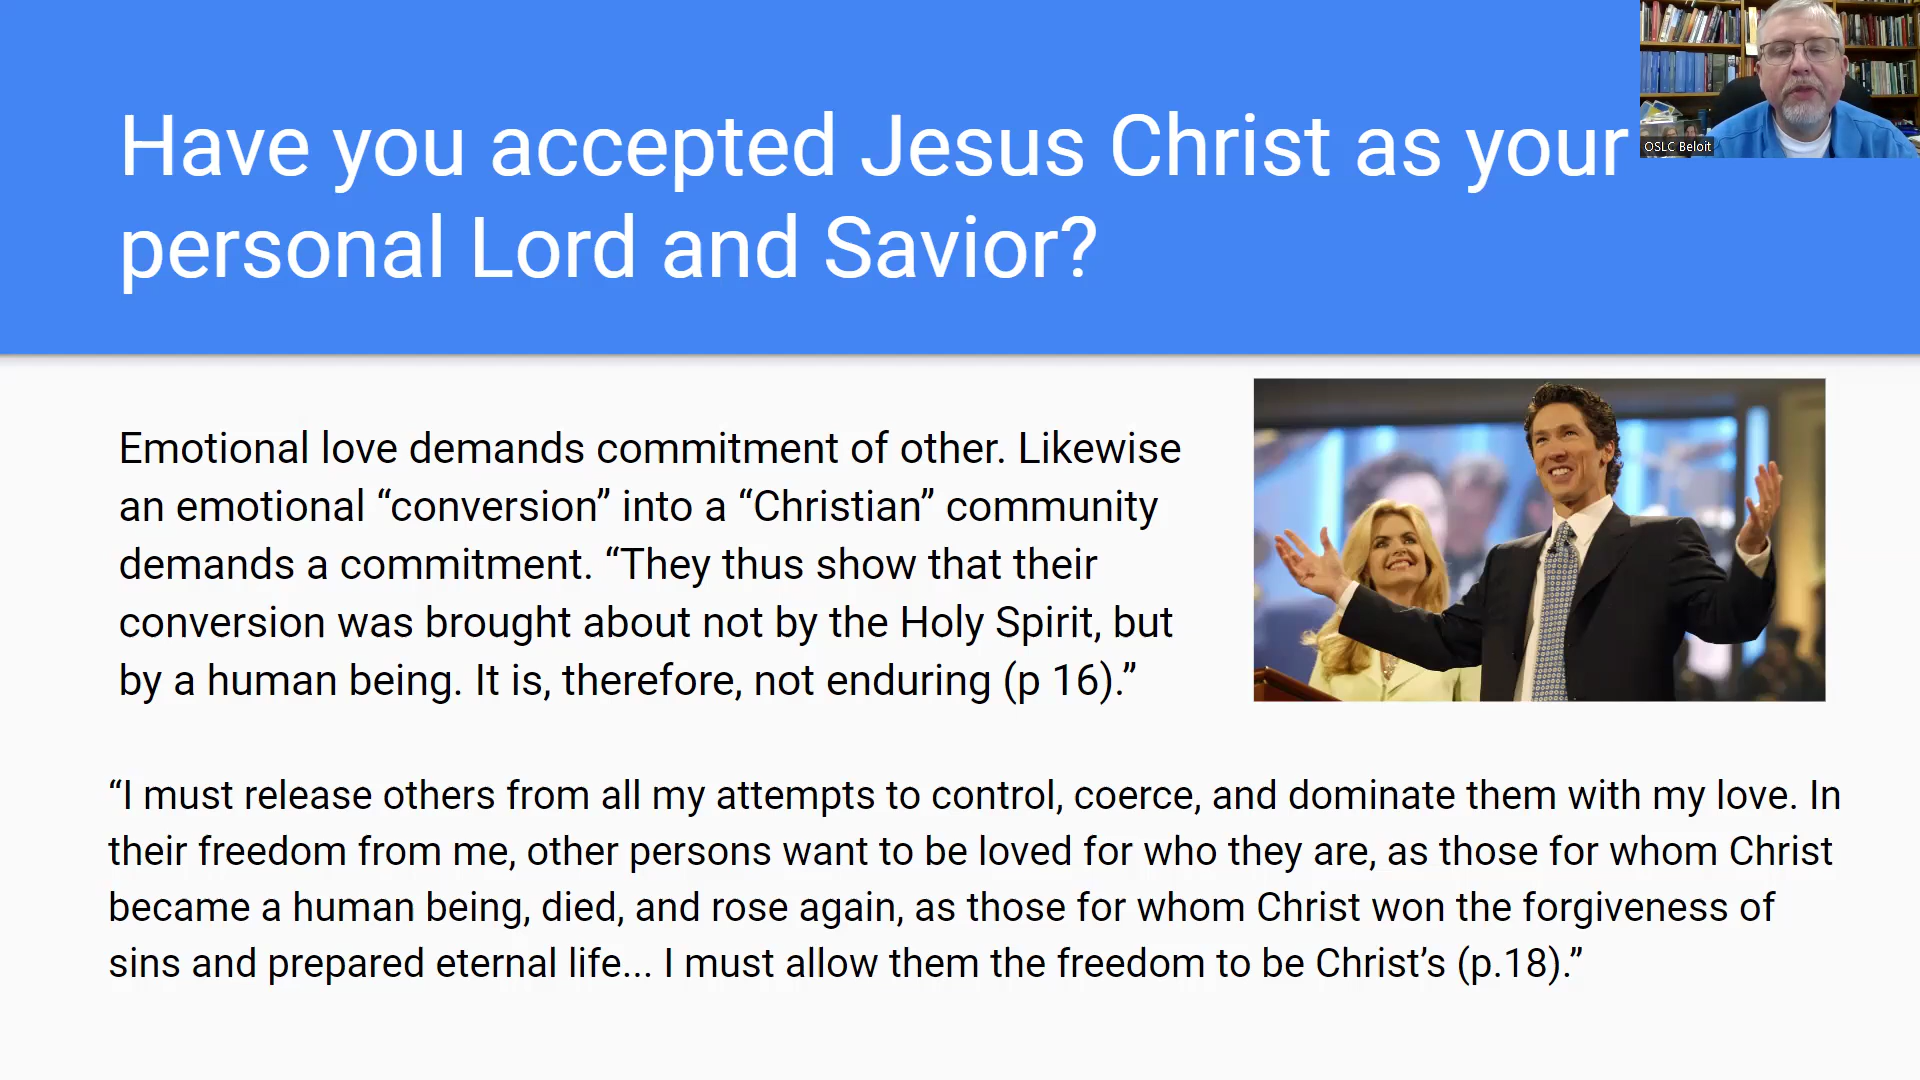 Have you accepted Jesus Christ as your
personal Lord and Savior?
OSLC Beloit
Emotional love demands commitment of other. Likewise
an emotional “conversion” into a “Christian” community
demands a commitment. “They thus show that their
conversion was brought about not by the Holy Spirit, but
by a human being. It is, therefore, not enduring (p 16).”
“I must release others from all my attempts to control, coerce, and dominate them with my love. In
their freedom from me, other persons want to be loved for who they are, as those for whom Christ
became a human being, died, and rose again, as those for whom Christ won the forgiveness of
sins and prepared eternal life... I must allow them the freedom to be Christ’s (p.18).”